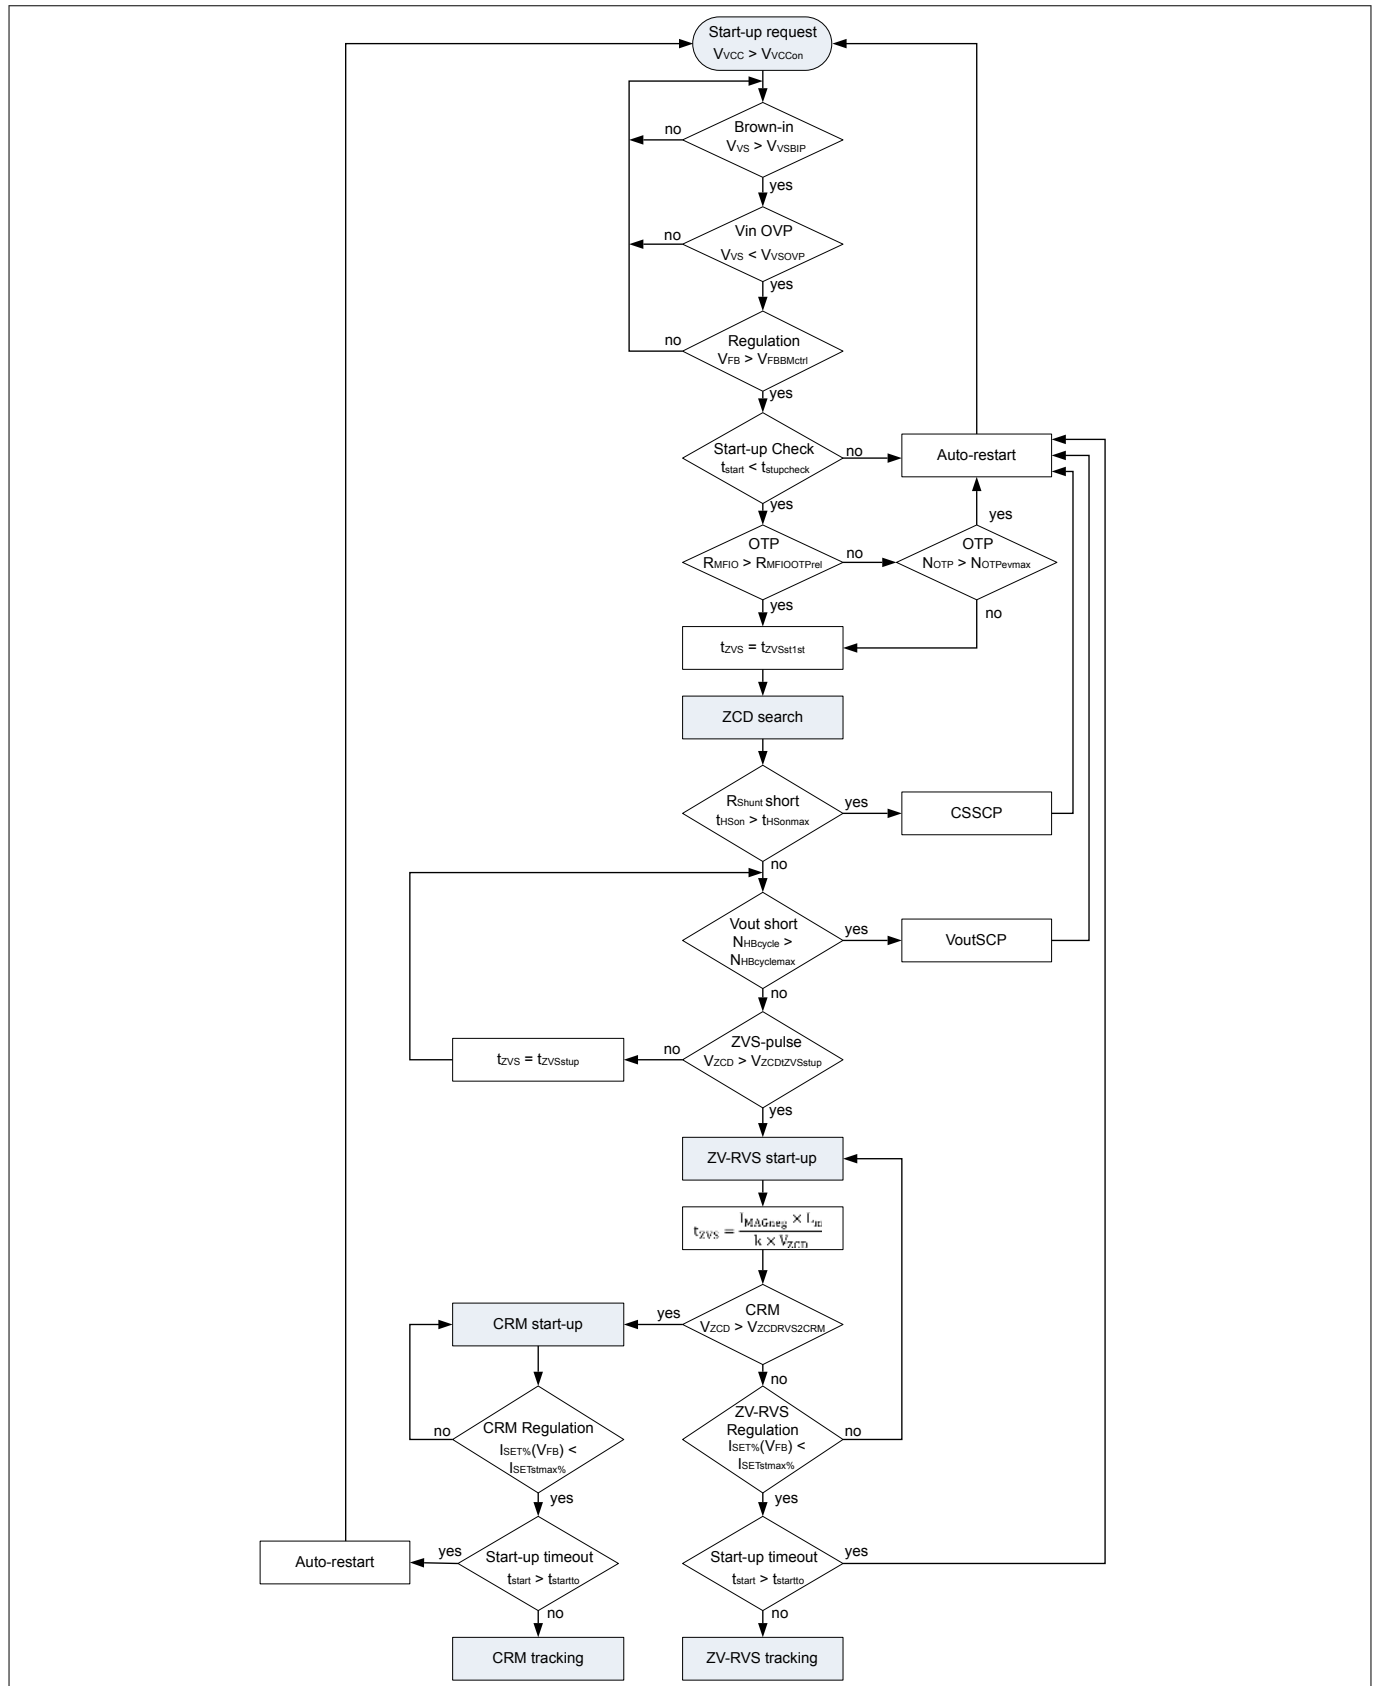 Start-up request
VVCC > VVCCon
Brown-in
VVS > VVSBIP
no
yes
Vin OVP
VVS < VVSOVP
no
yes
Regulation
VFB > VFBBMctrl
no
yes
Start-up Check
tstart < tstupcheck
no
Auto-restart
yes
yes
OTP
RMFIO > RMFIOOTPrel
no
OTP
NOTP > NOTPevmax
yes
no
tZVS = tZVSst1st
ZCD search
RShunt short
tHSon > tHSonmax
yes
CSSCP
no
Vout short
NHBcycle >
NHBcyclemax
yes
VoutSCP
no
ZVS-pulse
VZCD > VZCDtZVSstup
no
tZVS = tZVSstup
yes
ZV-RVS start-up
tZVS = IMAGneg × Lm
k × VZCD
CRM start-up
yes
CRM
VZCD > VZCDRVS2CRM
no
CRM Regulation
ISET%(VFB) <
ISETstmax%
no
ZV-RVS
Regulation
ISET%(VFB) <
ISETstmax%
no
yes
yes
Auto-restart
yes
Start-up timeout
tstart > tstartto
Start-up timeout
tstart > tstartto
yes
no
no
CRM tracking
ZV-RVS tracking